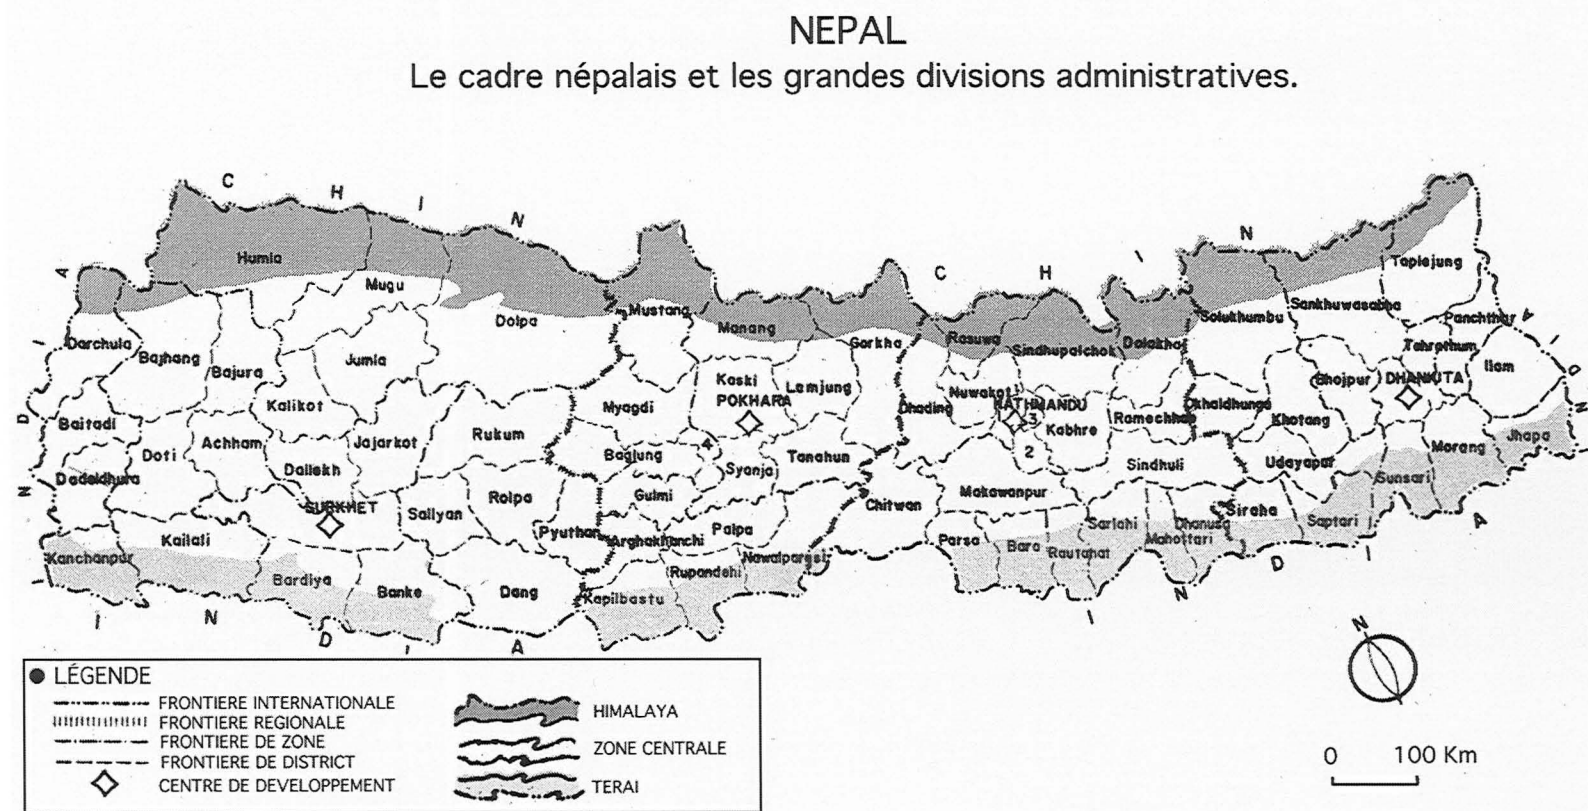 NEPAL
Le cadre népalais et les grandes divisions administratives.
C H I N A
C H I N A
I N D I A
I N D I A
I N D I A
Humla
Mugu
Dolpa
Mustang
Manang
Gorkha
Rasuwa
Sindhupalchok
Dolakha
Solukhumbu
Sankhuwasabha
Taplejung
Panchthar
Darchula
Bajhang
Bajura
Jumla
Kalikot
Kaski
POKHARA
Lamjung
Nuwakot
Dhading
KATHMANDU
3
Kabhre
2
Ramechhap
Okhaldhunga
Khotang
Bhojpur
DHANKUTA
Tehrathum
Ilam
Baitadi
Doti
Achham
Dailekh
Jajarkot
Rukum
Myagdi
Baglung
4
Syanja
Tanahun
Sindhuli
Udayapur
Sunsari
Morang
Jhapa
Dadeldhura
SURKHET
Sallyan
Rolpa
Pyuthan
Gulmi
Arghakhanchi
Palpa
Chitwan
Makawanpur
Parsa
Bara
Rautahat
Sarlahi
Mahottari
Dhanusa
Siraha
Saptari
Kanchanpur
Kailali
Bardiya
Banke
Dang
Kapilbastu
Rupandehi
Nawalparasi
LÉGENDE
FRONTIERE INTERNATIONALE
FRONTIERE REGIONALE
FRONTIERE DE ZONE
FRONTIERE DE DISTRICT
CENTRE DE DEVELOPPEMENT
HIMALAYA
ZONE CENTRALE
TERAI
N
0 100 Km